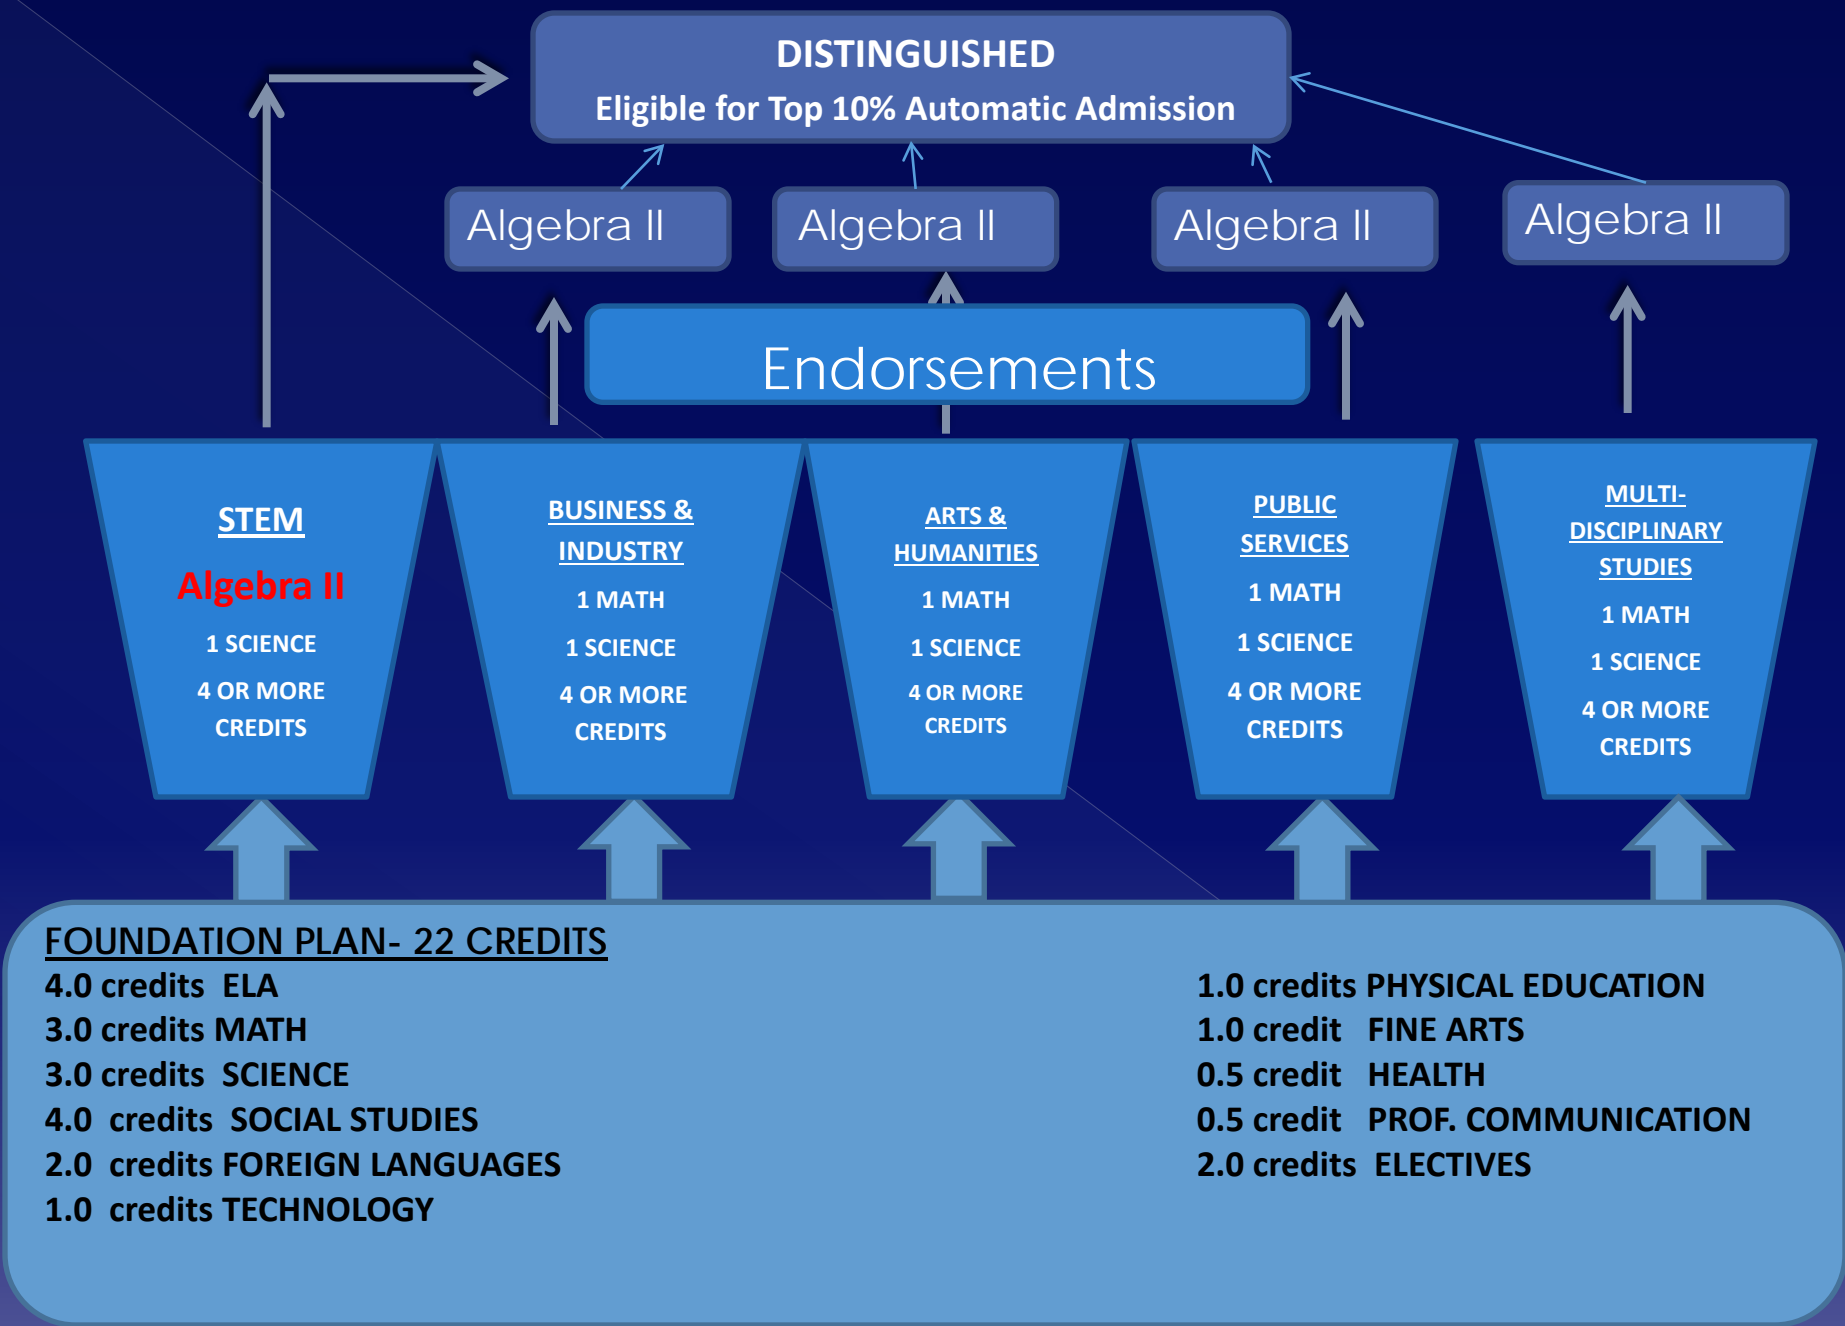 DISTINGUISHED
Eligible for Top 10% Automatic Admission
Algebra II
Algebra II
Algebra II
Algebra II
Endorsements
STEM
Algebra II
1 SCIENCE
4 OR MORE
CREDITS
BUSINESS &
INDUSTRY
1 MATH
1 SCIENCE
4 OR MORE
CREDITS
ARTS &
HUMANITIES
1 MATH
1 SCIENCE
4 OR MORE
CREDITS
PUBLIC
SERVICES
1 MATH
1 SCIENCE
4 OR MORE
CREDITS
MULTI-
DISCIPLINARY
STUDIES
1 MATH
1 SCIENCE
4 OR MORE
CREDITS
FOUNDATION PLAN- 22 CREDITS
4.0 credits ELA
3.0 credits MATH
3.0 credits SCIENCE
4.0 credits SOCIAL STUDIES
2.0 credits FOREIGN LANGUAGES
1.0 credits TECHNOLOGY
1.0 credits PHYSICAL EDUCATION
1.0 credit FINE ARTS
0.5 credit HEALTH
0.5 credit PROF. COMMUNICATION
2.0 credits ELECTIVES